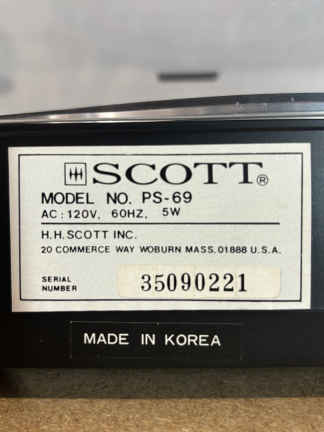 SCOTT®
MODEL NO. PS-69
AC : 120V, 60HZ, 5W
H.H.SCOTT INC.
20 COMMERCE WAY WOBURN MASS.01888 U.S.A.
SERIAL
NUMBER
35090221
MADE IN KOREA